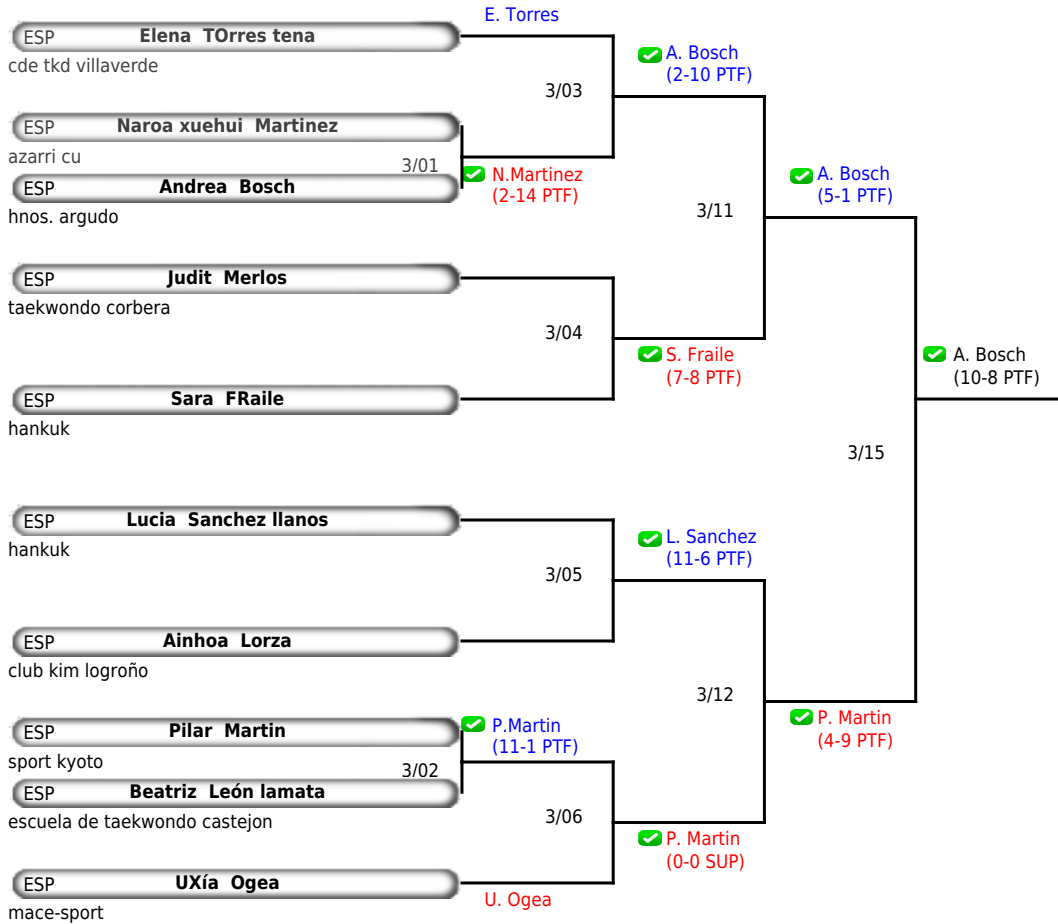 E. Torres
ESP Elena TOrres tena
cde tkd villaverde
A. Bosch
(2-10 PTF)
3/03
ESP Naroa xuehui Martinez
azarri cu
3/01
N.Martinez
(2-14 PTF)
A. Bosch
(5-1 PTF)
ESP Andrea Bosch
hnos. argudo
3/11
ESP Judit Merlos
taekwondo corbera
3/04
S. Fraile
(7-8 PTF)
A. Bosch
(10-8 PTF)
ESP Sara FRaile
hankuk
3/15
ESP Lucia Sanchez llanos
hankuk
L. Sanchez
(11-6 PTF)
3/05
ESP Ainhoa Lorza
club kim logroño
3/12
ESP Pilar Martin
sport kyoto
P.Martin
(11-1 PTF)
P. Martin
(4-9 PTF)
3/02
ESP Beatriz León lamata
escuela de taekwondo castejon
3/06
P. Martin
(0-0 SUP)
ESP UXía Ogea
mace-sport
U. Ogea